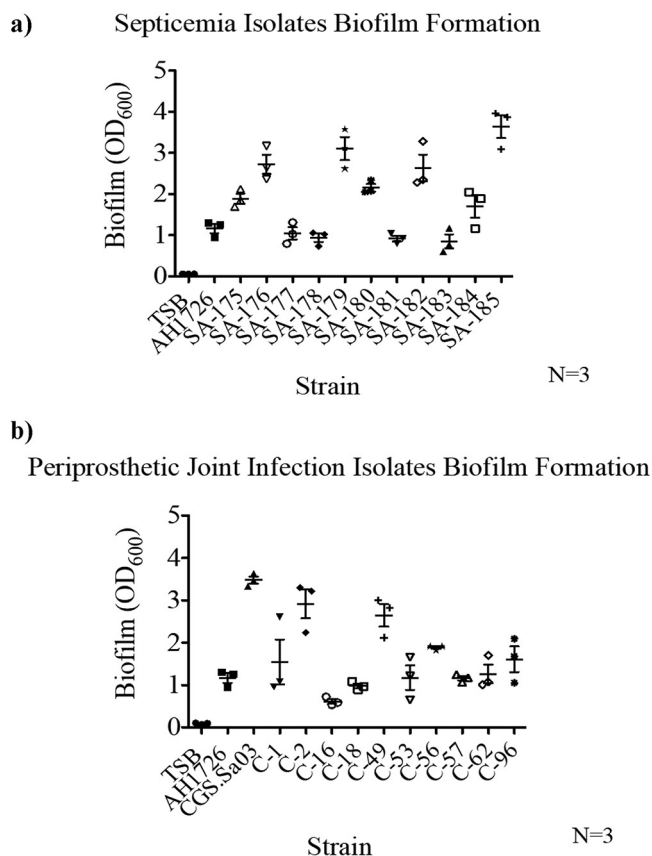 a)
Septicemia Isolates Biofilm Formation
Biofilm (OD600)
5
4
3
2
1
0
TSB
AH1726
SA-175
SA-176
SA-177
SA-178
SA-179
SA-180
SA-181
SA-182
SA-183
SA-184
SA-185
Strain
N=3
b)
Periprosthetic Joint Infection Isolates Biofilm Formation
Biofilm (OD600)
5
4
3
2
1
0
TSB
AH1726
CGS.Sa03
C-1
C-2
C-16
C-18
C-49
C-53
C-56
C-57
C-62
C-96
Strain
N=3